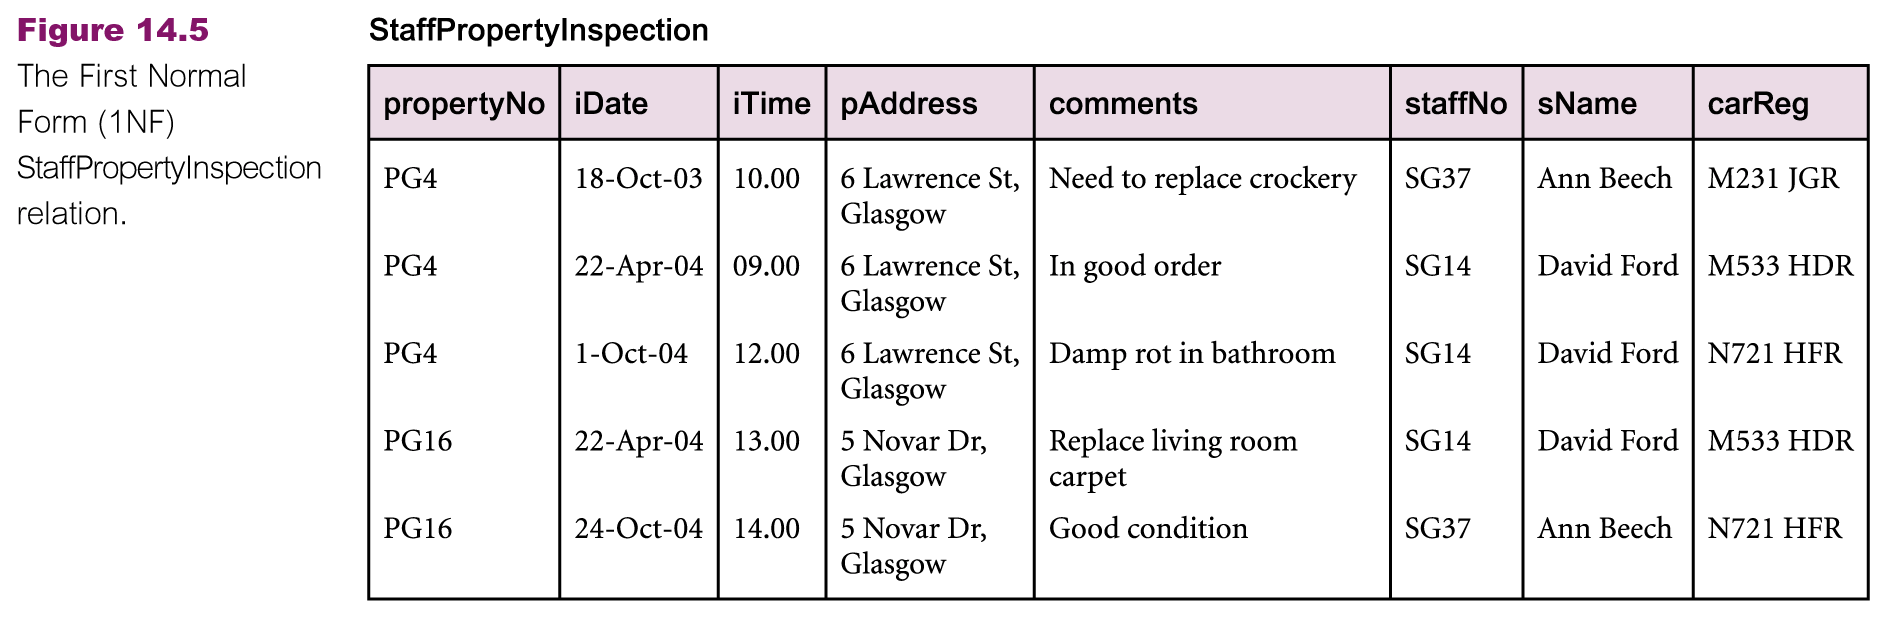 Figure 14.5
The First Normal
Form (1NF)
StaffPropertyInspection
relation.
StaffPropertyInspection
propertyNo iDate iTime pAddress comments staffNo sName carReg
PG4 18-Oct-03 10.00 6 Lawrence St, Need to replace crockery SG37 Ann Beech M231 JGR
Glasgow
PG4 22-Apr-04 09.00 6 Lawrence St, In good order SG14 David Ford M533 HDR
Glasgow
PG4 1-Oct-04 12.00 6 Lawrence St, Damp rot in bathroom SG14 David Ford N721 HFR
Glasgow
PG16 22-Apr-04 13.00 5 Novar Dr, Replace living room SG14 David Ford M533 HDR
Glasgow carpet
PG16 24-Oct-04 14.00 5 Novar Dr, Good condition SG37 Ann Beech N721 HFR
Glasgow